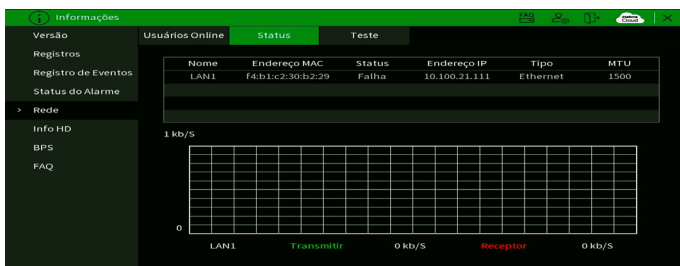 Informações
FAQ
Cloud
Versão
Registros
Registro de Eventos
Status do Alarme
> Rede
Info HD
BPS
FAQ
Usuários Online Status Teste
Nome Endereço MAC Status Endereço IP Tipo MTU
LAN1 f4:b1:c2:30:b2:29 Falha 10.100.21.111 Ethernet 1500
1 kb/S
0
LAN1 Transmitir 0 kb/S Receptor 0 kb/S